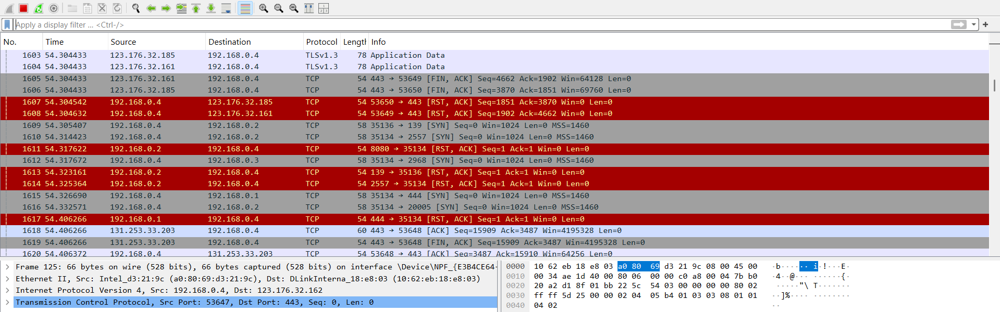 Apply a display filter ... <Ctrl-/>
No. Time Source Destination Protocol Length Info
1603 54.304433 123.176.32.185 192.168.0.4 TLSv1.3 78 Application Data
1604 54.304433 123.176.32.161 192.168.0.4 TLSv1.3 78 Application Data
1605 54.304433 123.176.32.161 192.168.0.4 TCP 54 443 → 53649 [FIN, ACK] Seq=4662 Ack=1902 Win=64128 Len=0
1606 54.304433 123.176.32.185 192.168.0.4 TCP 54 443 → 53650 [FIN, ACK] Seq=3870 Ack=1851 Win=69760 Len=0
1607 54.304542 192.168.0.4 123.176.32.185 TCP 54 53650 → 443 [RST, ACK] Seq=1851 Ack=3870 Win=0 Len=0
1608 54.304632 192.168.0.4 123.176.32.161 TCP 54 53649 → 443 [RST, ACK] Seq=1902 Ack=4662 Win=0 Len=0
1609 54.305407 192.168.0.4 192.168.0.2 TCP 58 35136 → 139 [SYN] Seq=0 Win=1024 Len=0 MSS=1460
1610 54.314423 192.168.0.4 192.168.0.2 TCP 58 35134 → 2557 [SYN] Seq=0 Win=1024 Len=0 MSS=1460
1611 54.317622 192.168.0.2 192.168.0.4 TCP 54 8080 → 35134 [RST, ACK] Seq=1 Ack=1 Win=0 Len=0
1612 54.317672 192.168.0.4 192.168.0.3 TCP 58 35134 → 2968 [SYN] Seq=0 Win=1024 Len=0 MSS=1460
1613 54.323161 192.168.0.2 192.168.0.4 TCP 54 139 → 35136 [RST, ACK] Seq=1 Ack=1 Win=0 Len=0
1614 54.325364 192.168.0.2 192.168.0.4 TCP 54 2557 → 35134 [RST, ACK] Seq=1 Ack=1 Win=0 Len=0
1615 54.326690 192.168.0.4 192.168.0.1 TCP 58 35134 → 444 [SYN] Seq=0 Win=1024 Len=0 MSS=1460
1616 54.332571 192.168.0.4 192.168.0.2 TCP 58 35134 → 20005 [SYN] Seq=0 Win=1024 Len=0 MSS=1460
1617 54.406266 192.168.0.1 192.168.0.4 TCP 54 444 → 35134 [RST, ACK] Seq=1 Ack=1 Win=0 Len=0
1618 54.406266 131.253.33.203 192.168.0.4 TCP 60 443 → 53648 [ACK] Seq=15909 Ack=3487 Win=4195328 Len=0
1619 54.406266 131.253.33.203 192.168.0.4 TCP 54 443 → 53648 [FIN, ACK] Seq=15909 Ack=3487 Win=4195328 Len=0
1620 54.406372 192.168.0.4 131.253.33.203 TCP 54 53648 → 443 [ACK] Seq=3487 Ack=15910 Win=64256 Len=0
Frame 125: 66 bytes on wire (528 bits), 66 bytes captured (528 bits) on interface \Device\NPF_{E3B4CE64-
Ethernet II, Src: Intel_d3:21:9c (a0:80:69:d3:21:9c), Dst: DLinkInterna_18:e8:03 (10:62:eb:18:e8:03)
Internet Protocol Version 4, Src: 192.168.0.4, Dst: 123.176.32.162
Transmission Control Protocol, Src Port: 53647, Dst Port: 443, Seq: 0, Len: 0
0000 10 62 eb 18 e8 03 a0 80 69 d3 21 9c 08 00 45 00 ·b······ i·!···E·
0010 00 34 ae 1d 40 00 80 06 00 00 c0 a8 00 04 7b b0 ·4··@··· ······{·
0020 20 a2 d1 8f 01 bb 22 5c 54 03 00 00 00 00 80 02 ·····"\ T·······
0030 ff ff 5d 25 00 00 02 04 05 b4 01 03 03 08 01 01 ··]%···· ········
0040 04 02 ··